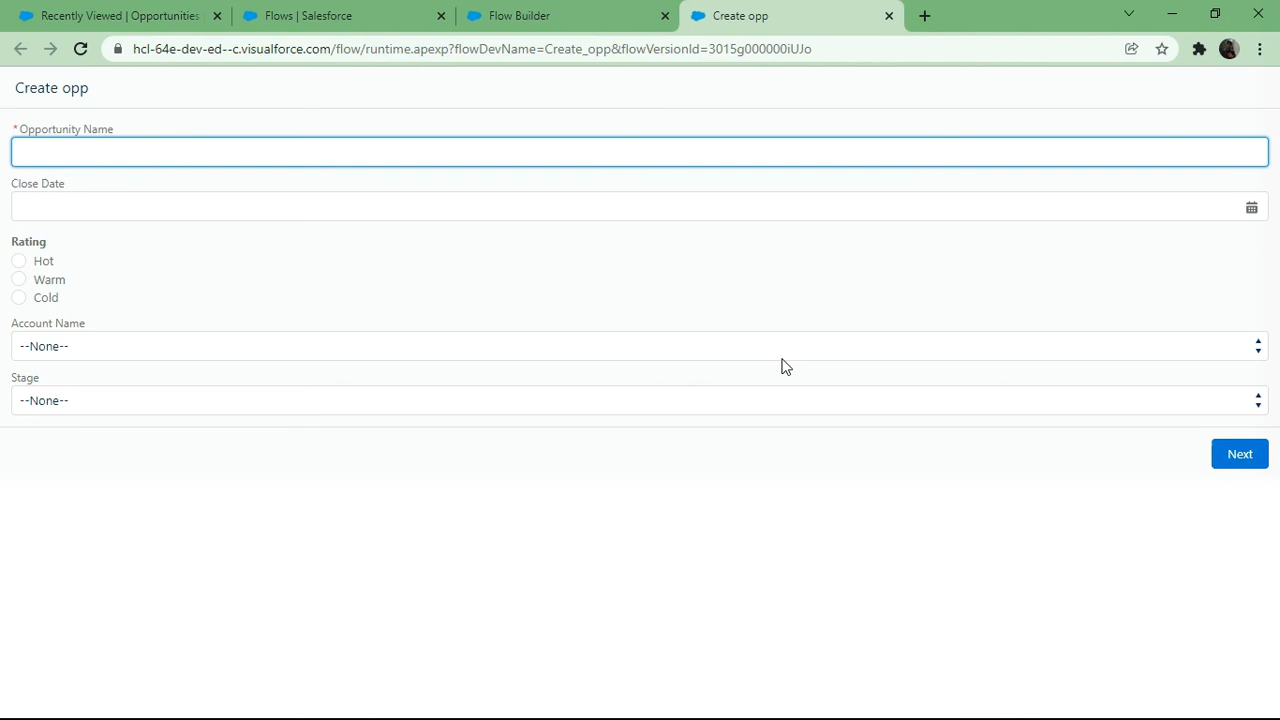 Recently Viewed | Opportunities
Flows | Salesforce
Flow Builder
Create opp
hcl-64e-dev-ed--c.visualforce.com/flow/runtime.apexp?flowDevName=Create_opp&flowVersionId=3015g000000iUJo
Create opp
*Opportunity Name
Close Date
Rating
Hot
Warm
Cold
Account Name
--None--
Stage
--None--
Next